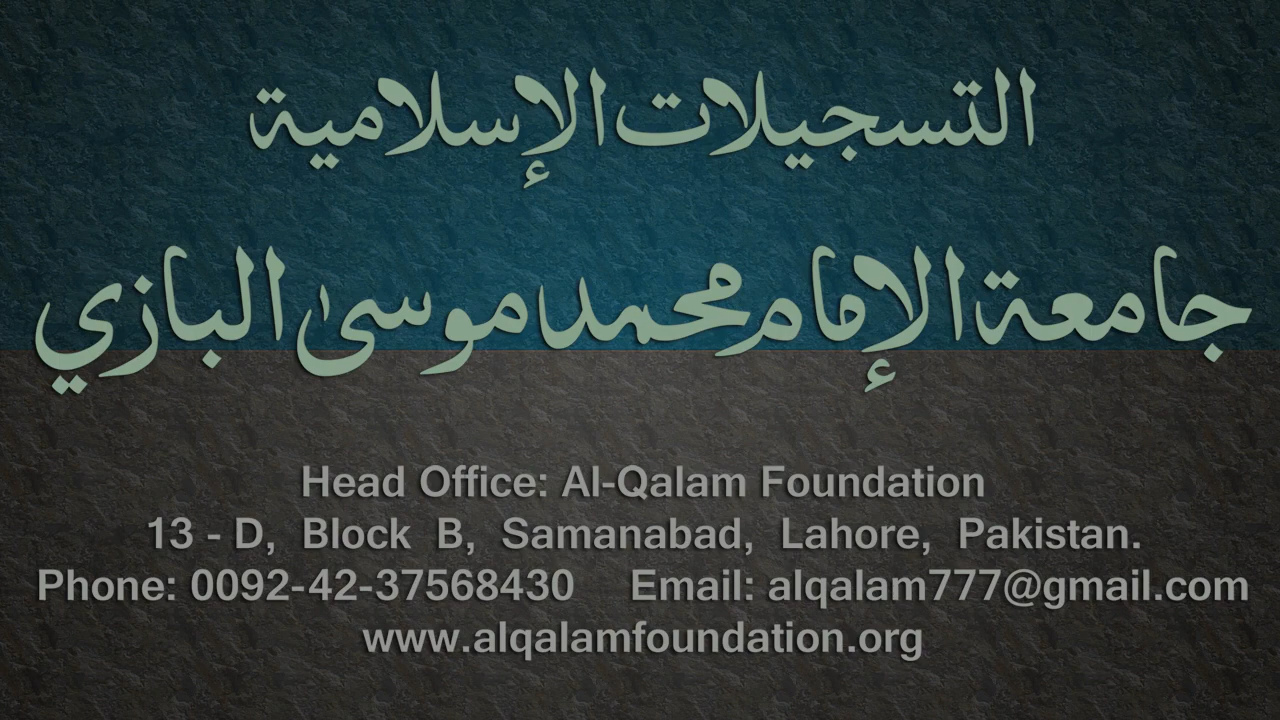 التسجيلات الإسلامية
جامعة الإمام محمد موسىٰ البازي
Head Office: Al-Qalam Foundation
13 - D, Block B, Samanabad, Lahore, Pakistan.
Phone: 0092-42-37568430 Email: alqalam777@gmail.com
www.alqalamfoundation.org